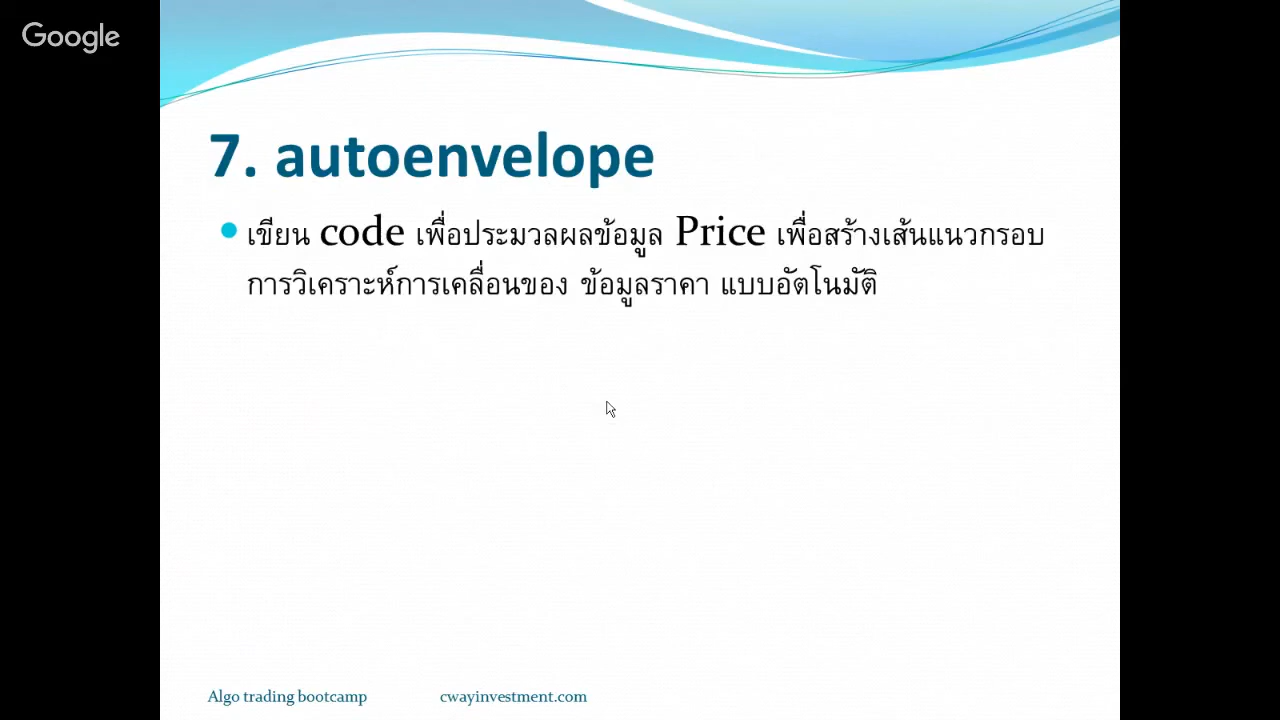 Google
7. autoenvelope
เขียน code เพื่อประมวลผลข้อมูล Price เพื่อสร้างเส้นแนวกรอบ
การวิเคราะห์การเคลื่อนของ ข้อมูลราคา แบบอัตโนมัติ
Algo trading bootcamp cwayinvestment.com